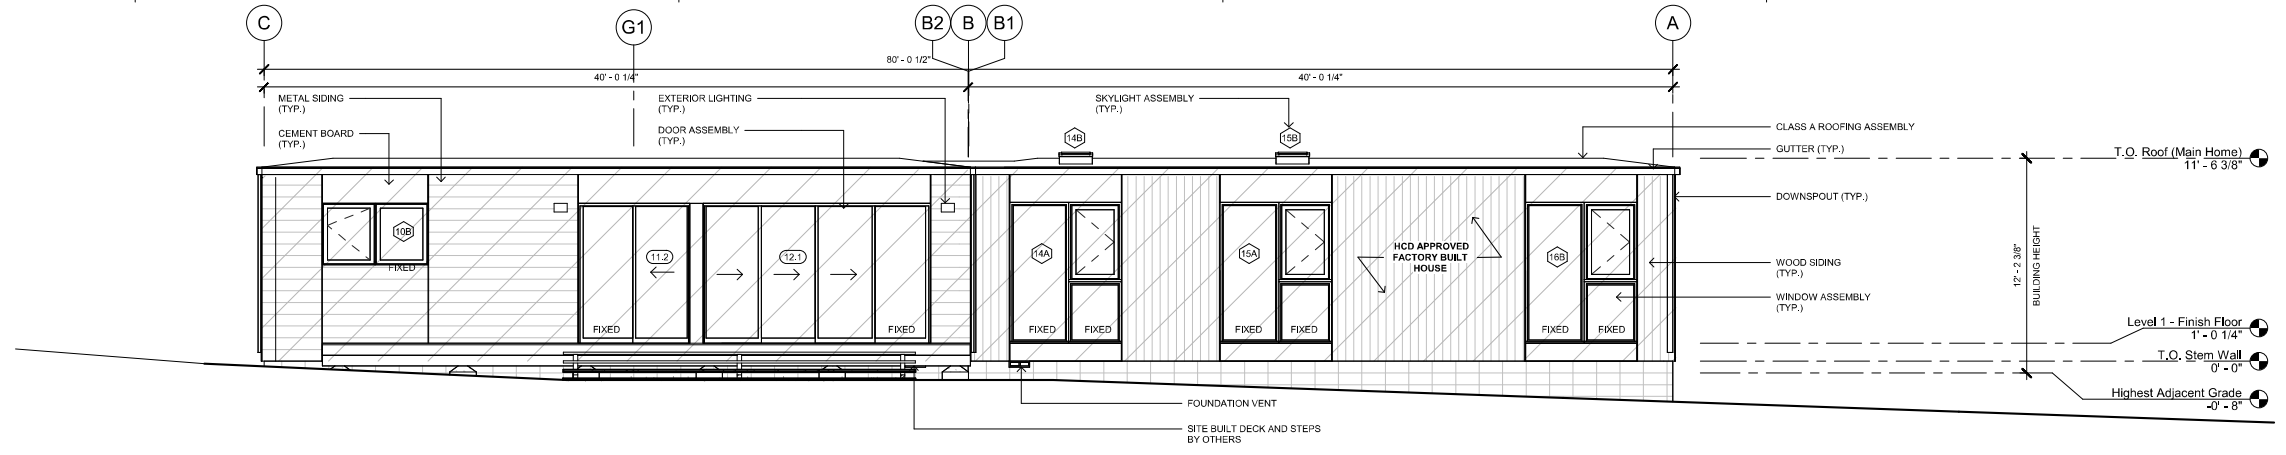 C
G1
B2
B
B1
A
80' - 0 1/2"
40' - 0 1/4"
40' - 0 1/4"
METAL SIDING
(TYP.)
EXTERIOR LIGHTING
(TYP.)
SKYLIGHT ASSEMBLY
(TYP.)
CEMENT BOARD
(TYP.)
DOOR ASSEMBLY
(TYP.)
14B
15B
CLASS A ROOFING ASSEMBLY
GUTTER (TYP.)
T.O. Roof (Main Home)
11' - 6 3/8"
DOWNSPOUT (TYP.)
10B
FIXED
11.2
12.1
14A
15A
HCD APPROVED
FACTORY BUILT
HOUSE
16B
WOOD SIDING
(TYP.)
WINDOW ASSEMBLY
(TYP.)
12' - 2 3/8"
BUILDING HEIGHT
FIXED
FIXED
FIXED
FIXED
FIXED
FIXED
FIXED
FIXED
Level 1 - Finish Floor
1' - 0 1/4"
T.O. Stem Wall
0' - 0"
Highest Adjacent Grade
-0' - 8"
FOUNDATION VENT
SITE BUILT DECK AND STEPS
BY OTHERS